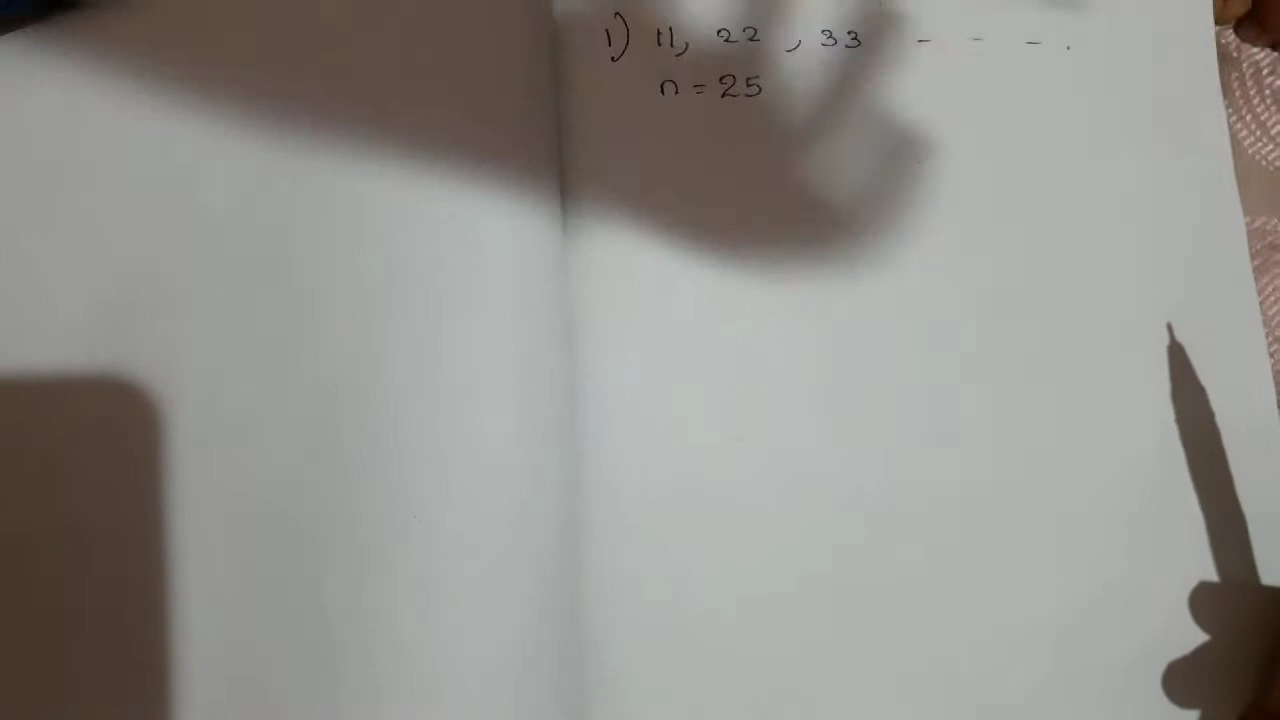 1) 11, 22 , 33 - - - .
n = 25